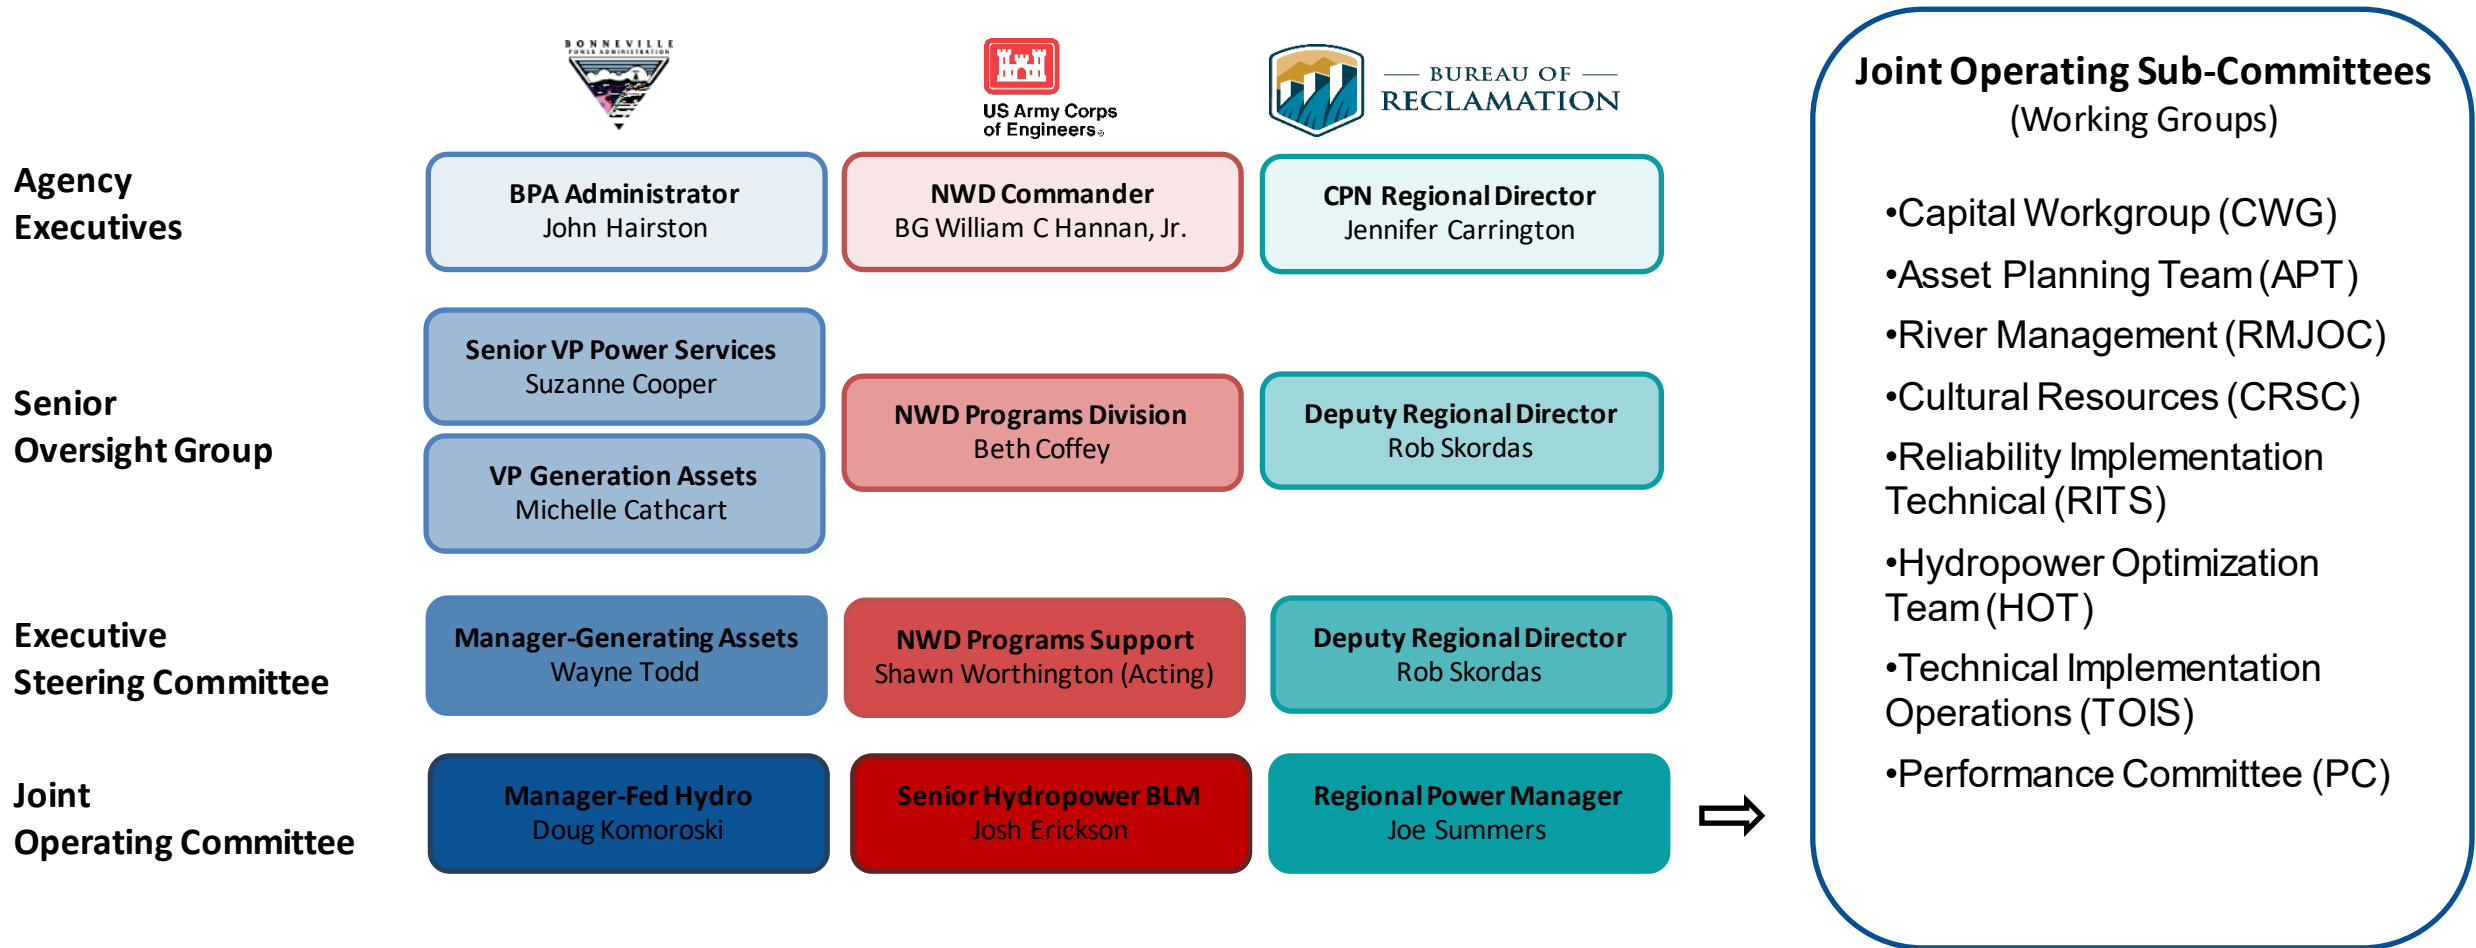 BONNEVILLE
POWER ADMINISTRATION
US Army Corps
of Engineers®
BUREAU OF
RECLAMATION
Agency
Executives
BPA Administrator
John Hairston
NWD Commander
BG William C Hannan, Jr.
CPN Regional Director
Jennifer Carrington
Senior
Oversight Group
Senior VP Power Services
Suzanne Cooper
VP Generation Assets
Michelle Cathcart
NWD Programs Division
Beth Coffey
Deputy Regional Director
Rob Skordas
Executive
Steering Committee
Manager-Generating Assets
Wayne Todd
NWD Programs Support
Shawn Worthington (Acting)
Deputy Regional Director
Rob Skordas
Joint
Operating Committee
Manager-Fed Hydro
Doug Komoroski
Senior Hydropower BLM
Josh Erickson
Regional Power Manager
Joe Summers
Joint Operating Sub-Committees
(Working Groups)
•Capital Workgroup (CWG)
•Asset Planning Team (APT)
•River Management (RMJOC)
•Cultural Resources (CRSC)
•Reliability Implementation
Technical (RITS)
•Hydropower Optimization
Team (HOT)
•Technical Implementation
Operations (TOIS)
•Performance Committee (PC)